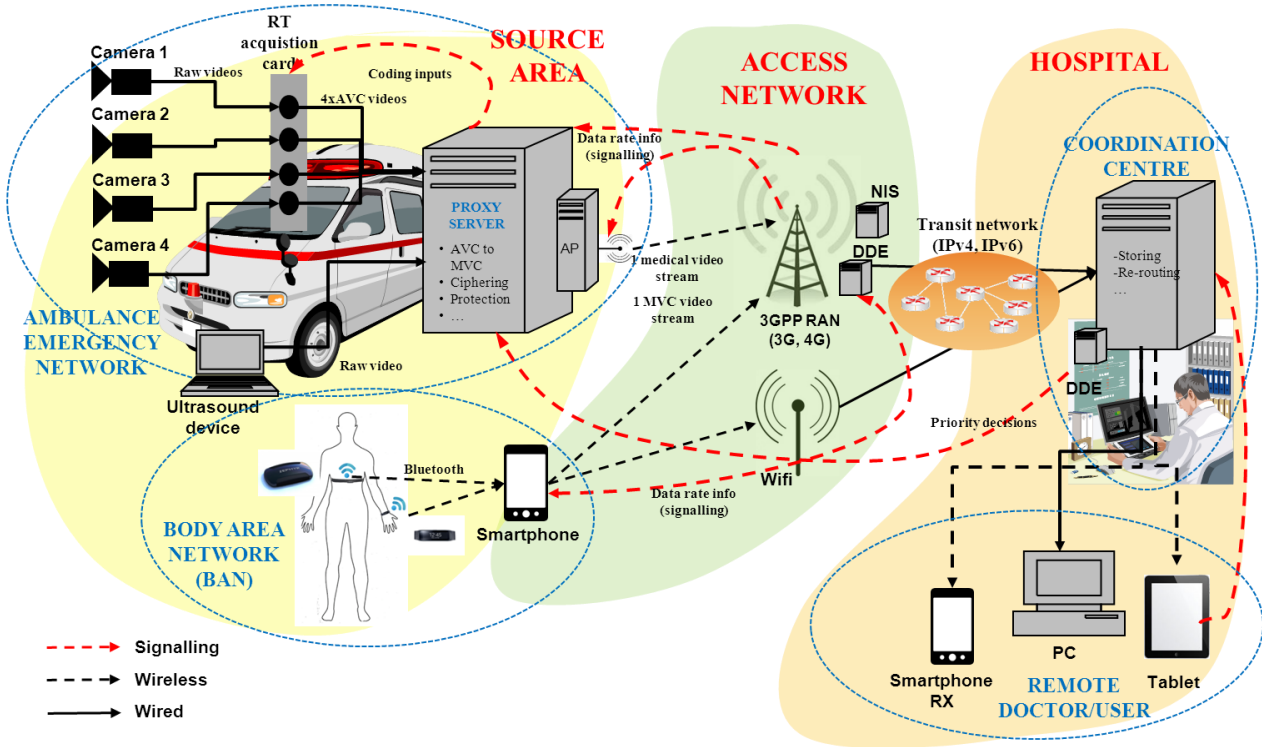 Camera 1
Camera 2
Camera 3
Camera 4
Raw videos
RT
acquistion
card
Coding inputs
4xAVC videos
SOURCE
AREA
PROXY
SERVER
• AVC to
MVC
• Ciphering
• Protection
• …
AP
AMBULANCE
EMERGENCY
NETWORK
Raw video
Ultrasound
device
ACCESS
NETWORK
Data rate info
(signalling)
1 medical video
stream
1 MVC video
stream
NIS
DDE
3GPP RAN
(3G, 4G)
Wifi
Transit network
(IPv4, IPv6)
HOSPITAL
COORDINATION
CENTRE
-Storing
-Re-routing
…
DDE
Priority decisions
Bluetooth
Smartphone
Data rate info
(signalling)
BODY AREA
NETWORK
(BAN)
Smartphone
RX
PC
Tablet
REMOTE
DOCTOR/USER
Signalling
Wireless
Wired